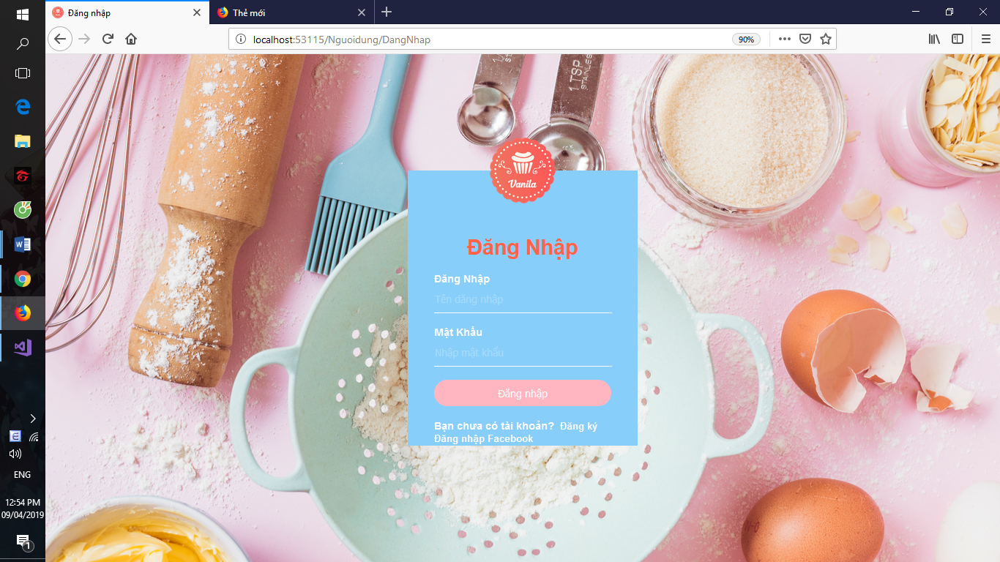 Đăng nhập
Thẻ mới
localhost:53115/Nguoidung/DangNhap
90%
1 TSP
STAINLESS
Vanila
Đăng Nhập
Đăng Nhập
Tên đăng nhập
Mật Khẩu
Nhập mật khẩu
Đăng nhập
Bạn chưa có tài khoản? Đăng ký
Đăng nhập Facebook
ENG
12:54 PM
09/04/2019
1